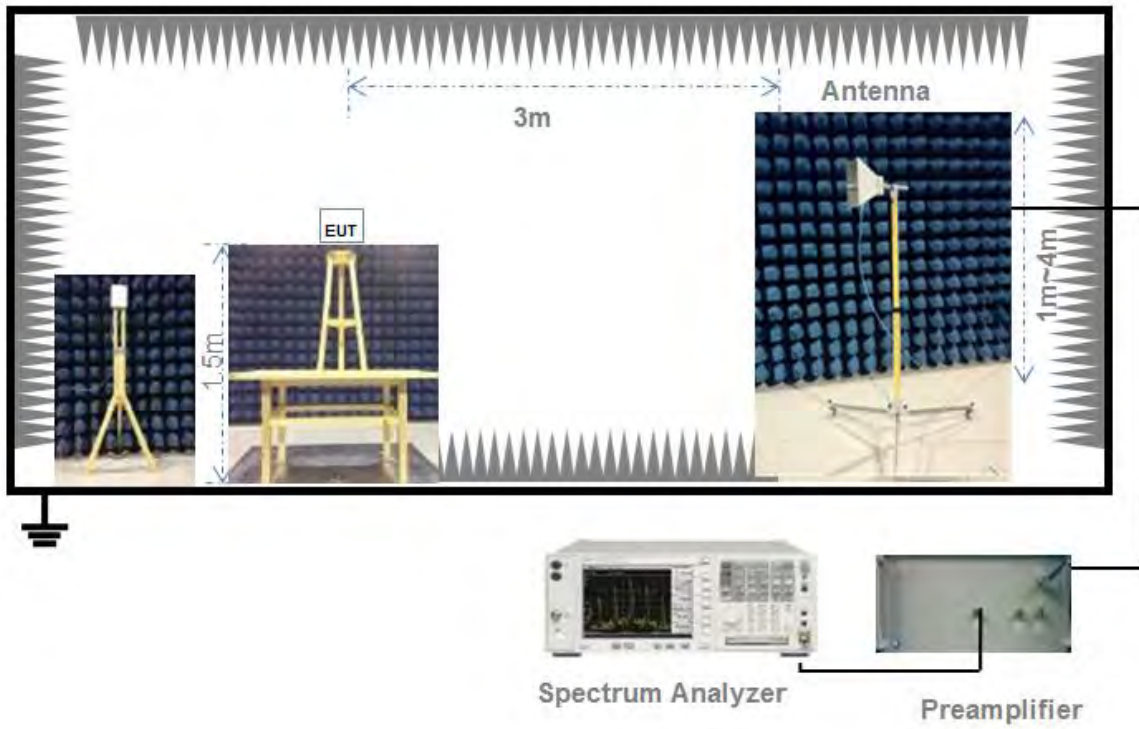 Antenna
3m
EUT
1.5m
1m~4m
Spectrum Analyzer
Preamplifier